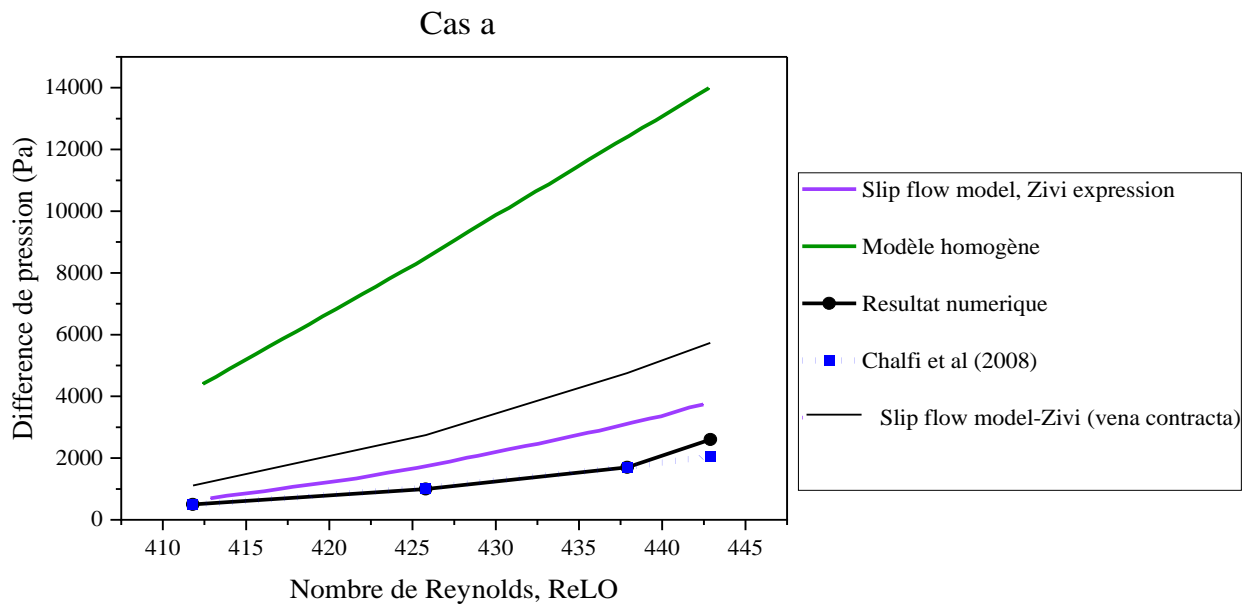 Cas a
Difference de pression (Pa)
14000
12000
10000
8000
6000
4000
2000
0
410 415 420 425 430 435 440 445
Nombre de Reynolds, ReLO
Slip flow model, Zivi expression
Modèle homogène
Resultat numerique
Chalfi et al (2008)
Slip flow model-Zivi (vena contracta)